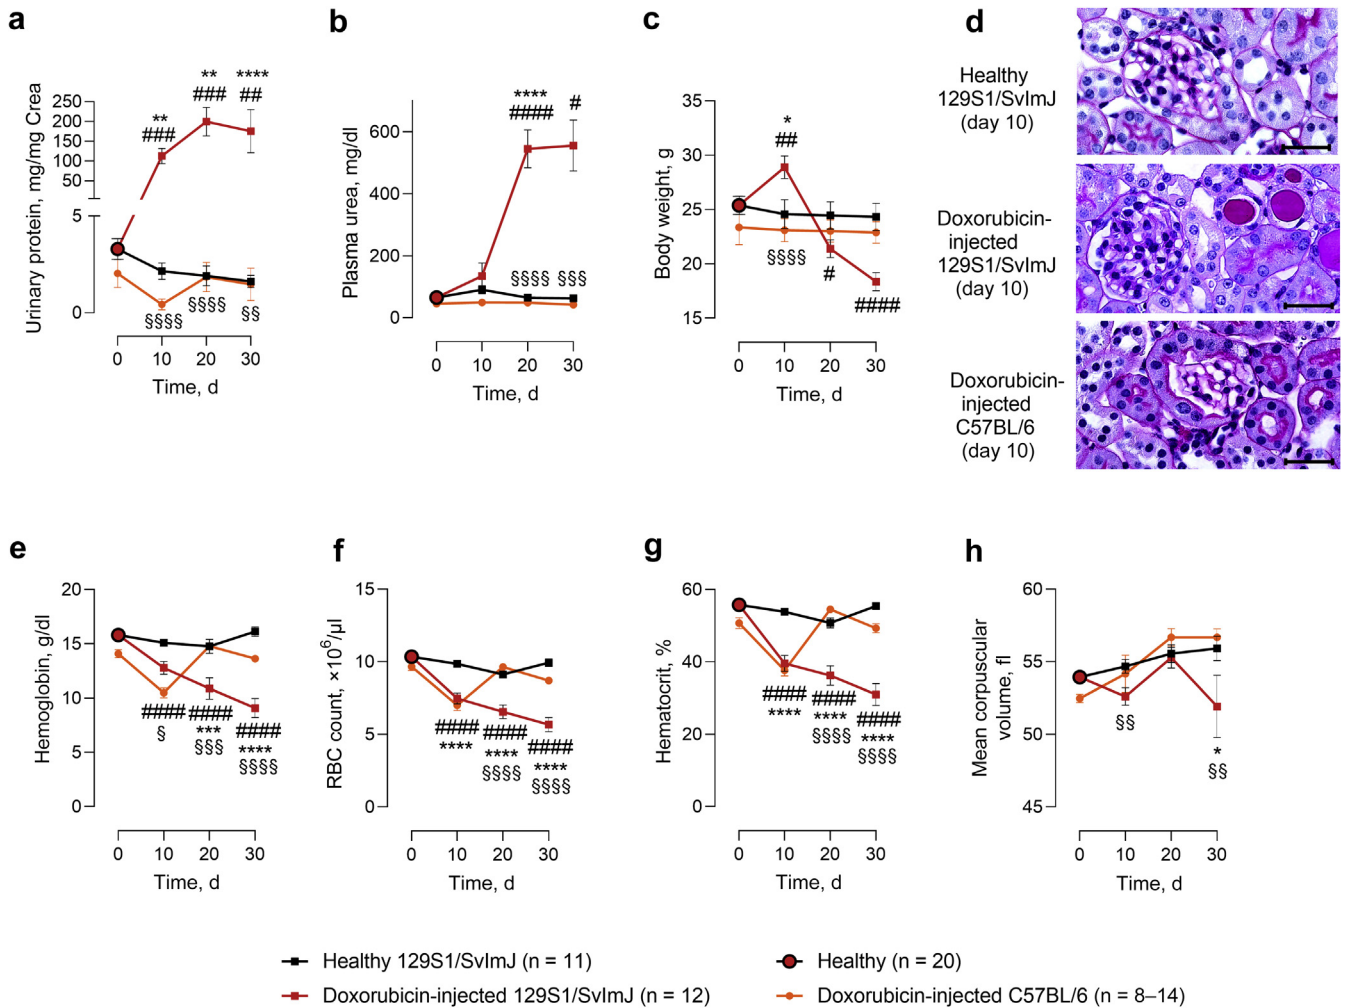 a
b
c
d
Urinary protein, mg/mg Crea
250
200
150
100
50
5
0
**
###
**
###
****
##
§§§§
§§§§
§§
0 10 20 30
Time, d
Plasma urea, mg/dl
600
400
200
0
****
####
#
§§§§ §§§
0 10 20 30
Time, d
Body weight, g
35
30
25
20
15
*
##
§§§§
#
####
0 10 20 30
Time, d
Healthy
129S1/SvImJ
(day 10)
Doxorubicin-
injected
129S1/SvImJ
(day 10)
Doxorubicin-
injected
C57BL/6
(day 10)
e
f
g
h
Hemoglobin, g/dl
20
15
10
5
0
####
§
####
***
§§§
####
****
§§§§
0 10 20 30
Time, d
RBC count, ×10⁶/µl
15
10
5
0
####
****
####
****
§§§§
####
****
§§§§
0 10 20 30
Time, d
Hematocrit, %
60
40
20
0
####
****
####
****
§§§§
####
****
§§§§
0 10 20 30
Time, d
Mean corpuscular
volume, fl
60
55
50
45
§§
*
§§
0 10 20 30
Time, d
Healthy 129S1/SvImJ (n = 11)
Healthy (n = 20)
Doxorubicin-injected 129S1/SvImJ (n = 12)
Doxorubicin-injected C57BL/6 (n = 8–14)